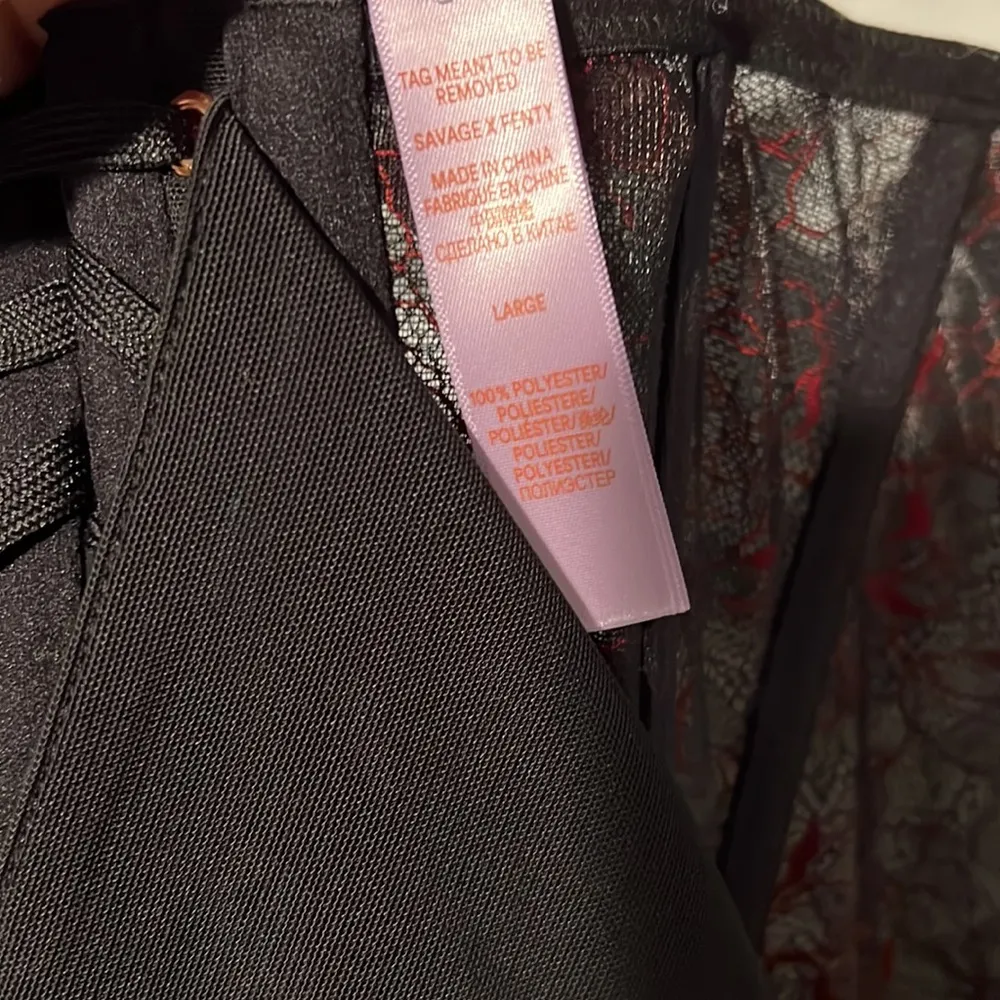 TAG MEANT TO BE
REMOVED
SAVAGE X FENTY
MADE IN CHINA
FABRIQUÉ EN CHINE
中国制造
СДЕЛАНО В КИТАЕ
LARGE
100% POLYESTER/
POLIESTERE/
POLIÉSTER/
POLIESTER/
POLYESTERI/
ПОЛИЭСТЕР